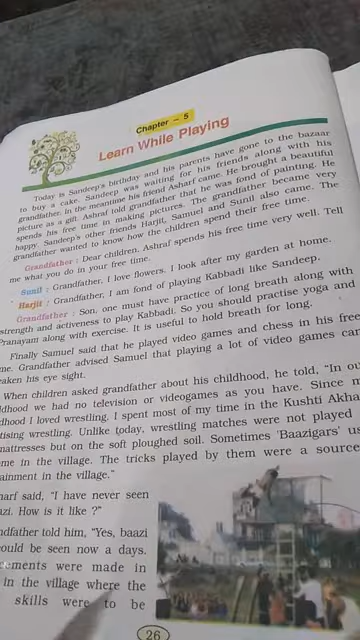 Chapter – 5
Learn While Playing
Today is Sandeep's birthday and his parents have gone to the bazaar
to buy a cake. Sandeep was waiting for his friends along with his
grandfather. In the meantime his friend Ashraf came. He brought a beautiful
picture as a gift. Ashraf told grandfather that he was fond of painting. He
spends his free time in making pictures. The grandfather became very
happy. Sandeep's other friends Harjit, Samuel and Sunil also came. The
grandfather wanted to know how the children spend their free time.
Grandfather : Dear children. Ashraf spends his free time very well. Tell
me what you do in your free time.
Sunil : Grandfather, I love flowers. I look after my garden at home.
Harjit : Grandfather, I am fond of playing Kabbadi like Sandeep.
Grandfather : Son, one must have practice of long breath along with
strength and activeness to play Kabbadi. So you should practise yoga and
Pranayam along with exercise. It is useful to hold breath for long.
Finally Samuel said that he played video games and chess in his free
me. Grandfather advised Samuel that playing a lot of video games can
eaken his eye sight.
When children asked grandfather about his childhood, he told, "In ou
ldhood we had no television or videogames as you have. Since m
dhood I loved wrestling. I spent most of my time in the Kushti Akha
tising wrestling. Unlike today, wrestling matches were not played
mattresses but on the soft ploughed soil. Sometimes 'Baazigars' us
me in the village. The tricks played by them were a source
ainment in the village."
harf said, "I have never seen
azi. How is it like ?"
ndfather told him, "Yes, baazi
ould be seen now a days.
cements were made in
in the village where the
skills were to be
26